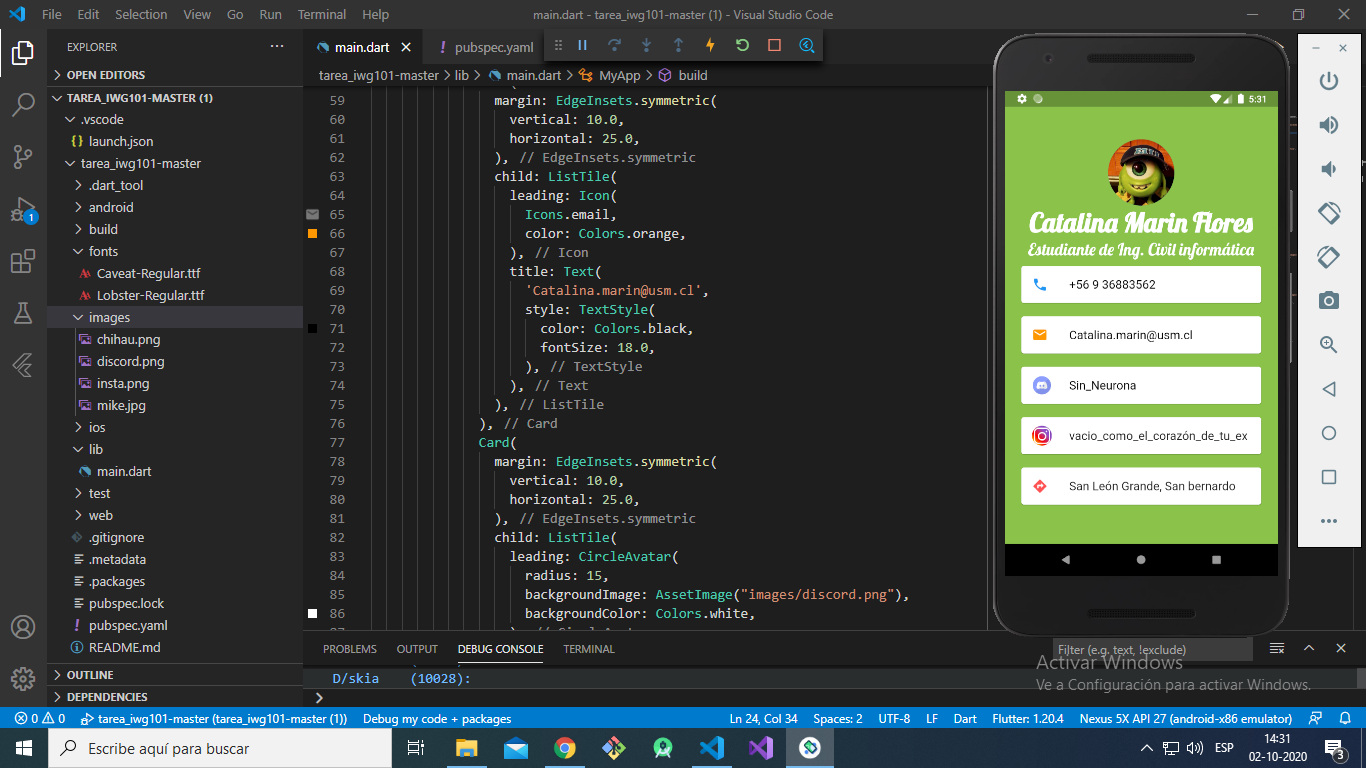 File Edit Selection View Go Run Terminal Help
main.dart - tarea_iwg101-master (1) - Visual Studio Code
EXPLORER
OPEN EDITORS
TAREA_IWG101-MASTER (1)
.vscode
launch.json
tarea_iwg101-master
.dart_tool
android
build
fonts
Caveat-Regular.ttf
Lobster-Regular.ttf
images
chihau.png
discord.png
insta.png
mike.jpg
ios
lib
main.dart
test
web
.gitignore
.metadata
.packages
pubspec.lock
pubspec.yaml
README.md
OUTLINE
DEPENDENCIES
1
main.dart
pubspec.yaml
tarea_iwg101-master > lib > main.dart > MyApp > build
59 margin: EdgeInsets.symmetric(
60 vertical: 10.0,
61 horizontal: 25.0,
62 ), // EdgeInsets.symmetric
63 child: ListTile(
64 leading: Icon(
65 Icons.email,
66 color: Colors.orange,
67 ), // Icon
68 title: Text(
69 'Catalina.marin@usm.cl',
70 style: TextStyle(
71 color: Colors.black,
72 fontSize: 18.0,
73 ), // TextStyle
74 ), // Text
75 ), // ListTile
76 ), // Card
77 Card(
78 margin: EdgeInsets.symmetric(
79 vertical: 10.0,
80 horizontal: 25.0,
81 ), // EdgeInsets.symmetric
82 child: ListTile(
83 leading: CircleAvatar(
84 radius: 15,
85 backgroundImage: AssetImage("images/discord.png"),
86 backgroundColor: Colors.white,
5:31
Catalina Marin Flores
Estudiante de Ing. Civil informática
+56 9 36883562
Catalina.marin@usm.cl
Sin_Neurona
vacio_como_el_corazón_de_tu_ex
San León Grande, San bernardo
PROBLEMS OUTPUT DEBUG CONSOLE TERMINAL
Filter (e.g. text, !exclude)
D/skia (10028):
Activar Windows
Ve a Configuración para activar Windows.
0 0 tarea_iwg101-master (tarea_iwg101-master (1)) Debug my code + packages
Ln 24, Col 34 Spaces: 2 UTF-8 LF Dart Flutter: 1.20.4 Nexus 5X API 27 (android-x86 emulator)
Escribe aquí para buscar
ESP
14:31
02-10-2020
3